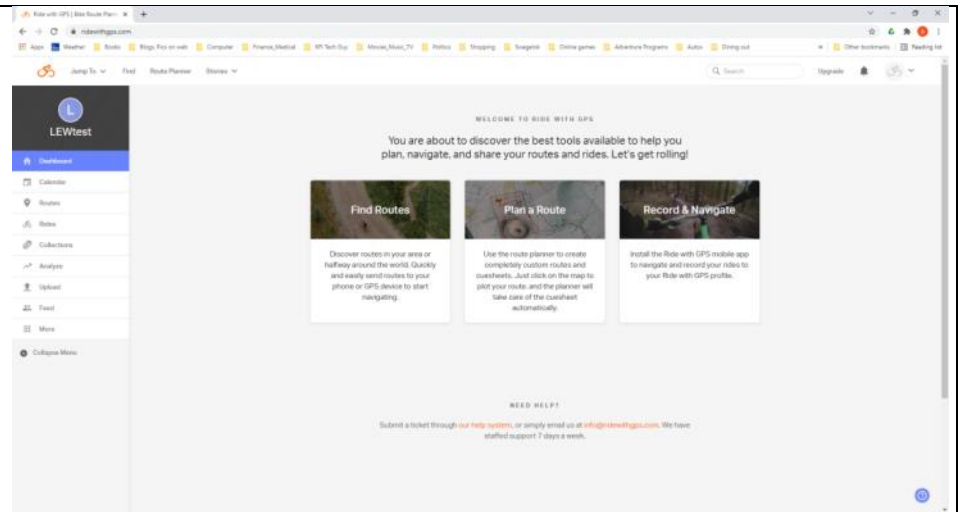 Ride with GPS | Bike Route Plann
ridewithgps.com
Apps Weather Books Blogs, Pos on web Computer Finance,Medical Movies,Music,TV Politics Shopping Online games Adventure Programs Autos Dining out Other bookmarks Reading list
Jump To Find Route Planner Stories Search Upgrade
L
LEWtest
Dashboard
Calendar
Routes
Rides
Collections
Analyze
Upload
Feed
More
Collapse Menu
WELCOME TO RIDE WITH GPS
You are about to discover the best tools available to help you
plan, navigate, and share your routes and rides. Let's get rolling!
Find Routes
Discover routes in your area or
halfway around the world. Quickly
and easily send routes to your
phone or GPS device to start
navigating.
Plan a Route
Use the route planner to create
completely custom routes and
cuesheets. Just click on the map to
plot your route, and the planner will
take care of the cuesheet
automatically.
Record & Navigate
Install the Ride with GPS mobile app
to navigate and record your rides to
your Ride with GPS profile.
NEED HELP?
Submit a ticket through our help system, or simply email us at info@ridewithgps.com. We have
staffed support 7 days a week.